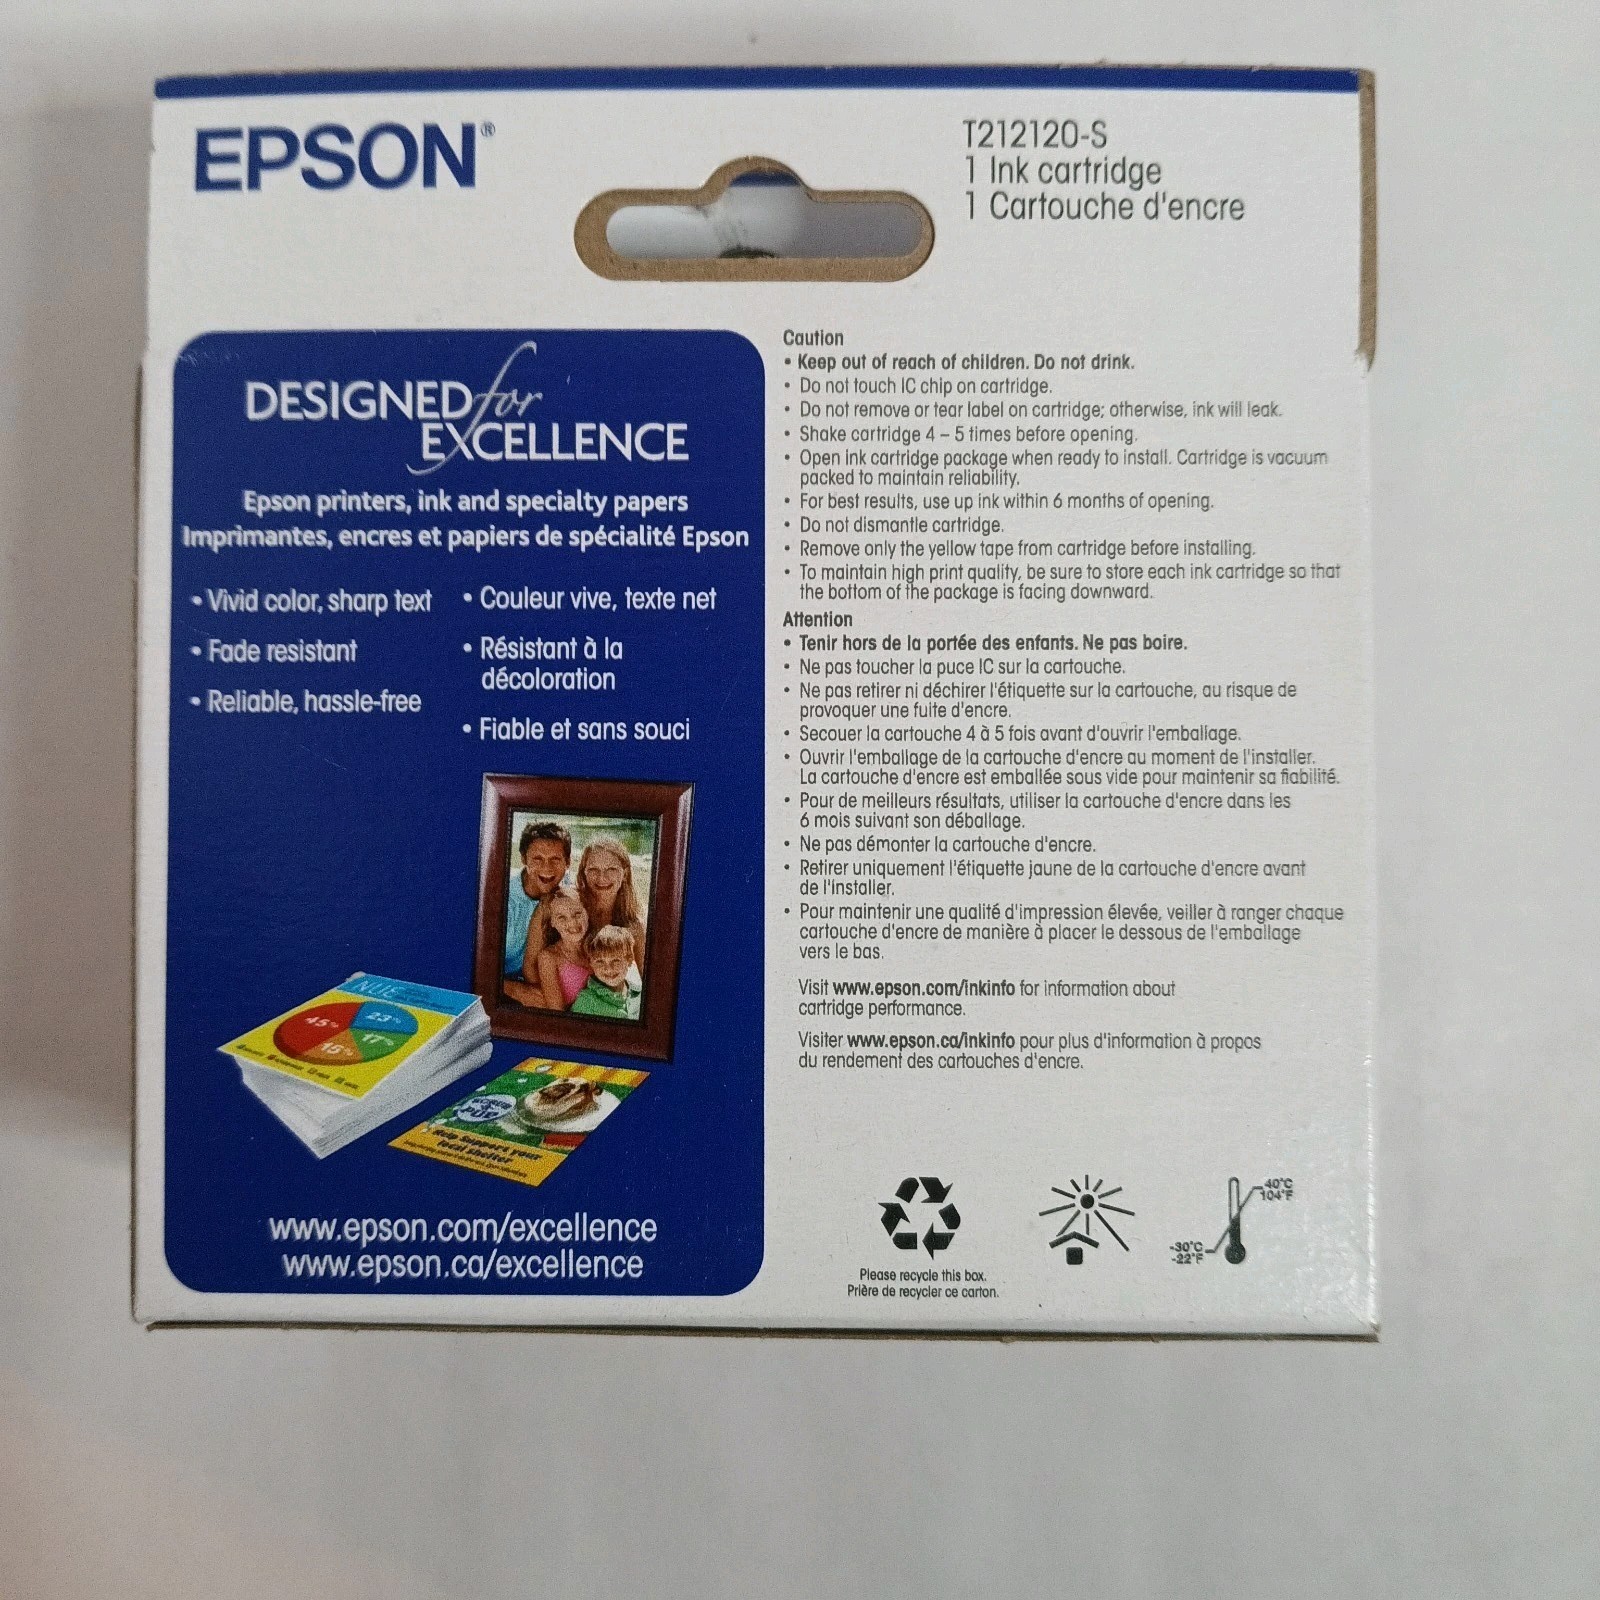 EPSON®
T212120-S
1 Ink cartridge
1 Cartouche d'encre
DESIGNED for
EXCELLENCE
Epson printers, ink and specialty papers
Imprimantes, encres et papiers de spécialité Epson
• Vivid color, sharp text
• Fade resistant
• Reliable, hassle-free
• Couleur vive, texte net
• Résistant à la
décoloration
• Fiable et sans souci
45%
23%
17%
15%
Help Support your
local shelter
www.epson.com/excellence
www.epson.ca/excellence
Caution
• Keep out of reach of children. Do not drink.
• Do not touch IC chip on cartridge.
• Do not remove or tear label on cartridge; otherwise, ink will leak.
• Shake cartridge 4 – 5 times before opening.
• Open ink cartridge package when ready to install. Cartridge is vacuum
packed to maintain reliability.
• For best results, use up ink within 6 months of opening.
• Do not dismantle cartridge.
• Remove only the yellow tape from cartridge before installing.
• To maintain high print quality, be sure to store each ink cartridge so that
the bottom of the package is facing downward.
Attention
• Tenir hors de la portée des enfants. Ne pas boire.
• Ne pas toucher la puce IC sur la cartouche.
• Ne pas retirer ni déchirer l'étiquette sur la cartouche, au risque de
provoquer une fuite d'encre.
• Secouer la cartouche 4 à 5 fois avant d'ouvrir l'emballage.
• Ouvrir l'emballage de la cartouche d'encre au moment de l'installer.
La cartouche d'encre est emballée sous vide pour maintenir sa fiabilité.
• Pour de meilleurs résultats, utiliser la cartouche d'encre dans les
6 mois suivant son déballage.
• Ne pas démonter la cartouche d'encre.
• Retirer uniquement l'étiquette jaune de la cartouche d'encre avant
de l'installer.
• Pour maintenir une qualité d'impression élevée, veiller à ranger chaque
cartouche d'encre de manière à placer le dessous de l'emballage
vers le bas.
Visit www.epson.com/inkinfo for information about
cartridge performance.
Visiter www.epson.ca/inkinfo pour plus d'information à propos
du rendement des cartouches d'encre.
Please recycle this box.
Prière de recycler ce carton.
40°C
104°F
-30°C
-22°F